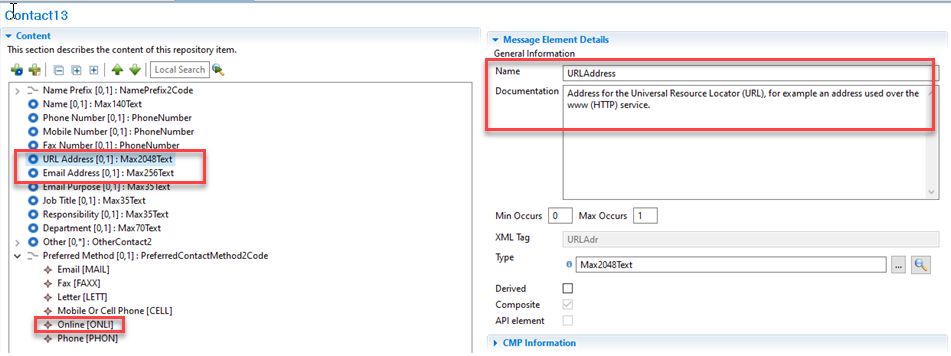 Contact13
Content
This section describes the content of this repository item.
Local Search
Name Prefix [0,1] : NamePrefix2Code
Name [0,1] : Max140Text
Phone Number [0,1] : PhoneNumber
Mobile Number [0,1] : PhoneNumber
Fax Number [0,1] : PhoneNumber
URL Address [0,1] : Max2048Text
Email Address [0,1] : Max256Text
Email Purpose [0,1] : Max35Text
Job Title [0,1] : Max35Text
Responsibility [0,1] : Max35Text
Department [0,1] : Max70Text
Other [0,*] : OtherContact2
Preferred Method [0,1] : PreferredContactMethod2Code
Email [MAIL]
Fax [FAXX]
Letter [LETT]
Mobile Or Cell Phone [CELL]
Online [ONLI]
Phone [PHON]
Message Element Details
General Information
Name URLAddress
Documentation Address for the Universal Resource Locator (URL), for example an address used over the
www (HTTP) service.
Min Occurs 0 Max Occurs 1
XML Tag URLAdr
Type Max2048Text ...
Derived
Composite
API element
CMP Information